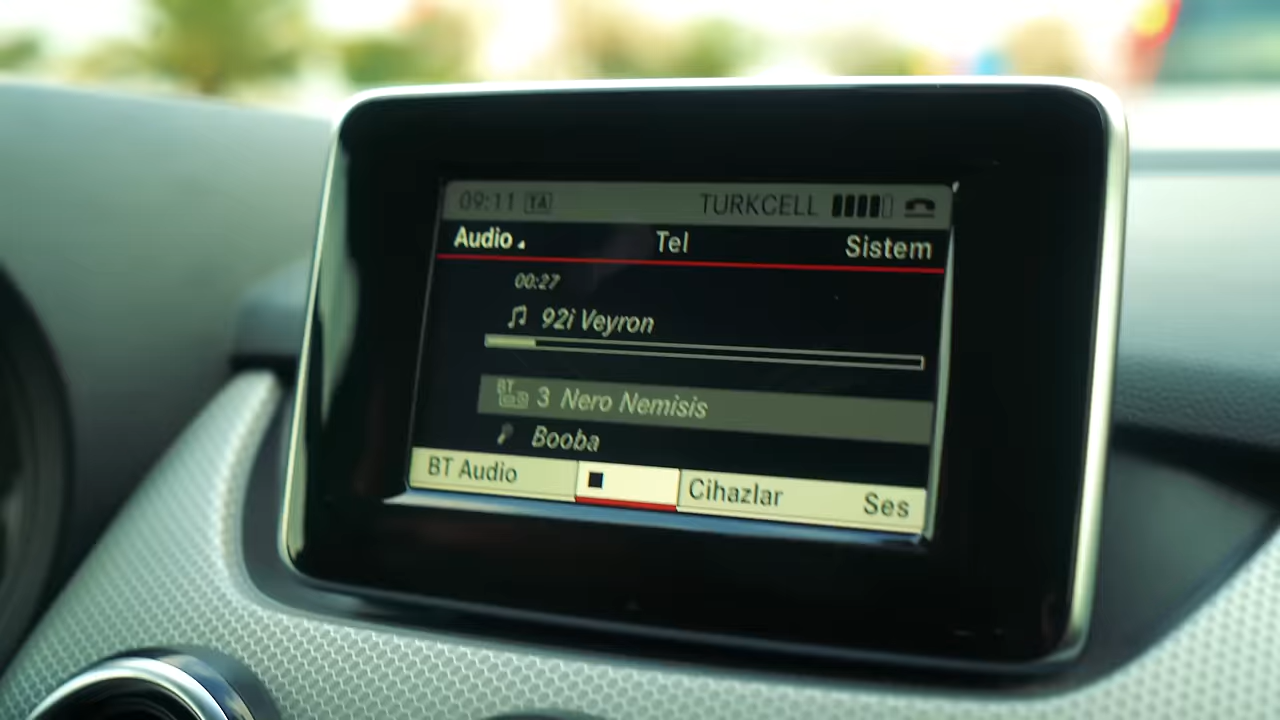 09:11 TA TURKCELL
Audio Tel Sistem
00:27
92i Veyron
BT 3 Nero Nemisis
Booba
BT Audio Cihazlar Ses